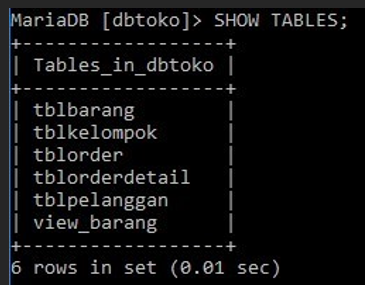 MariaDB [dbtoko]> SHOW TABLES;
+------------------+
| Tables_in_dbtoko |
+------------------+
| tblbarang        |
| tblkelompok      |
| tblorder         |
| tblorderdetail   |
| tblpelanggan     |
| view_barang      |
+------------------+
6 rows in set (0.01 sec)